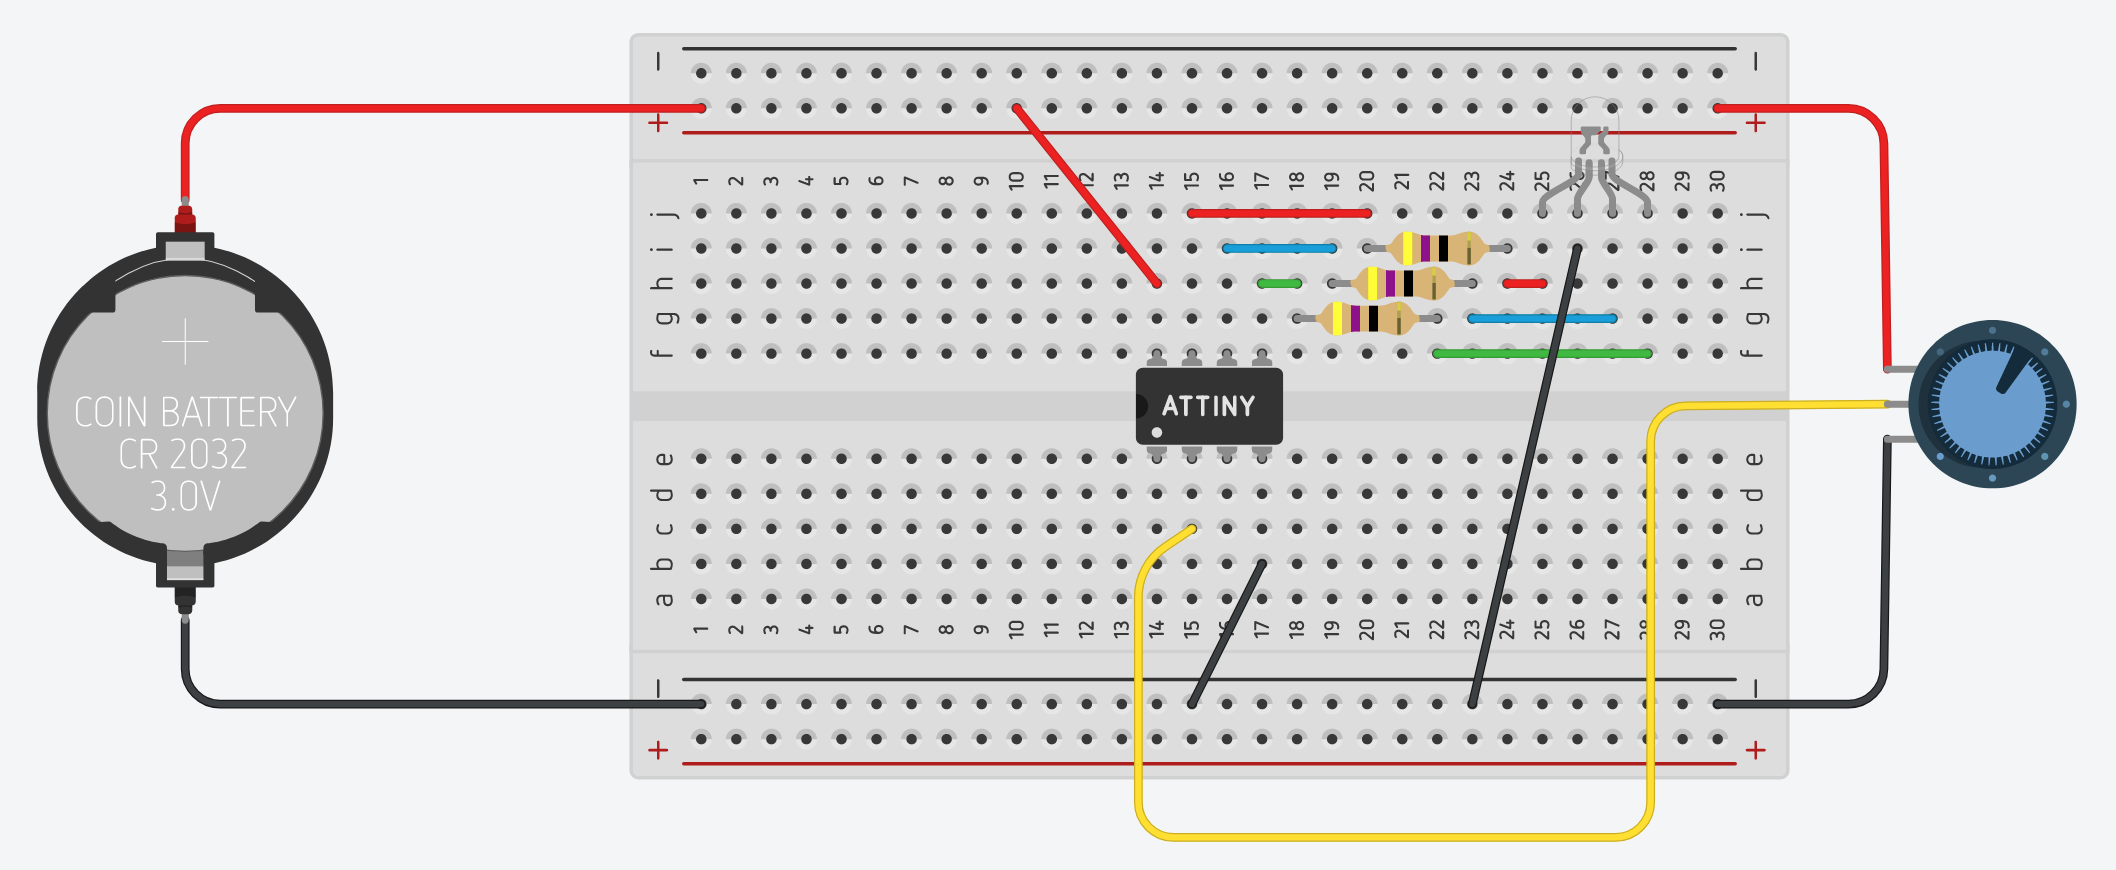 − −
+ +
1 2 3 4 5 6 7 8 9 10 11 12 13 14 15 16 17 18 19 20 21 22 23 24 25 26 27 28 29 30
j j
i i
h h
g g
f f
COIN BATTERY
CR 2032
3.0V
ATTINY
e e
d d
c c
b b
a a
1 2 3 4 5 6 7 8 9 10 11 12 13 14 15 16 17 18 19 20 21 22 23 24 25 26 27 28 29 30
− −
+ +